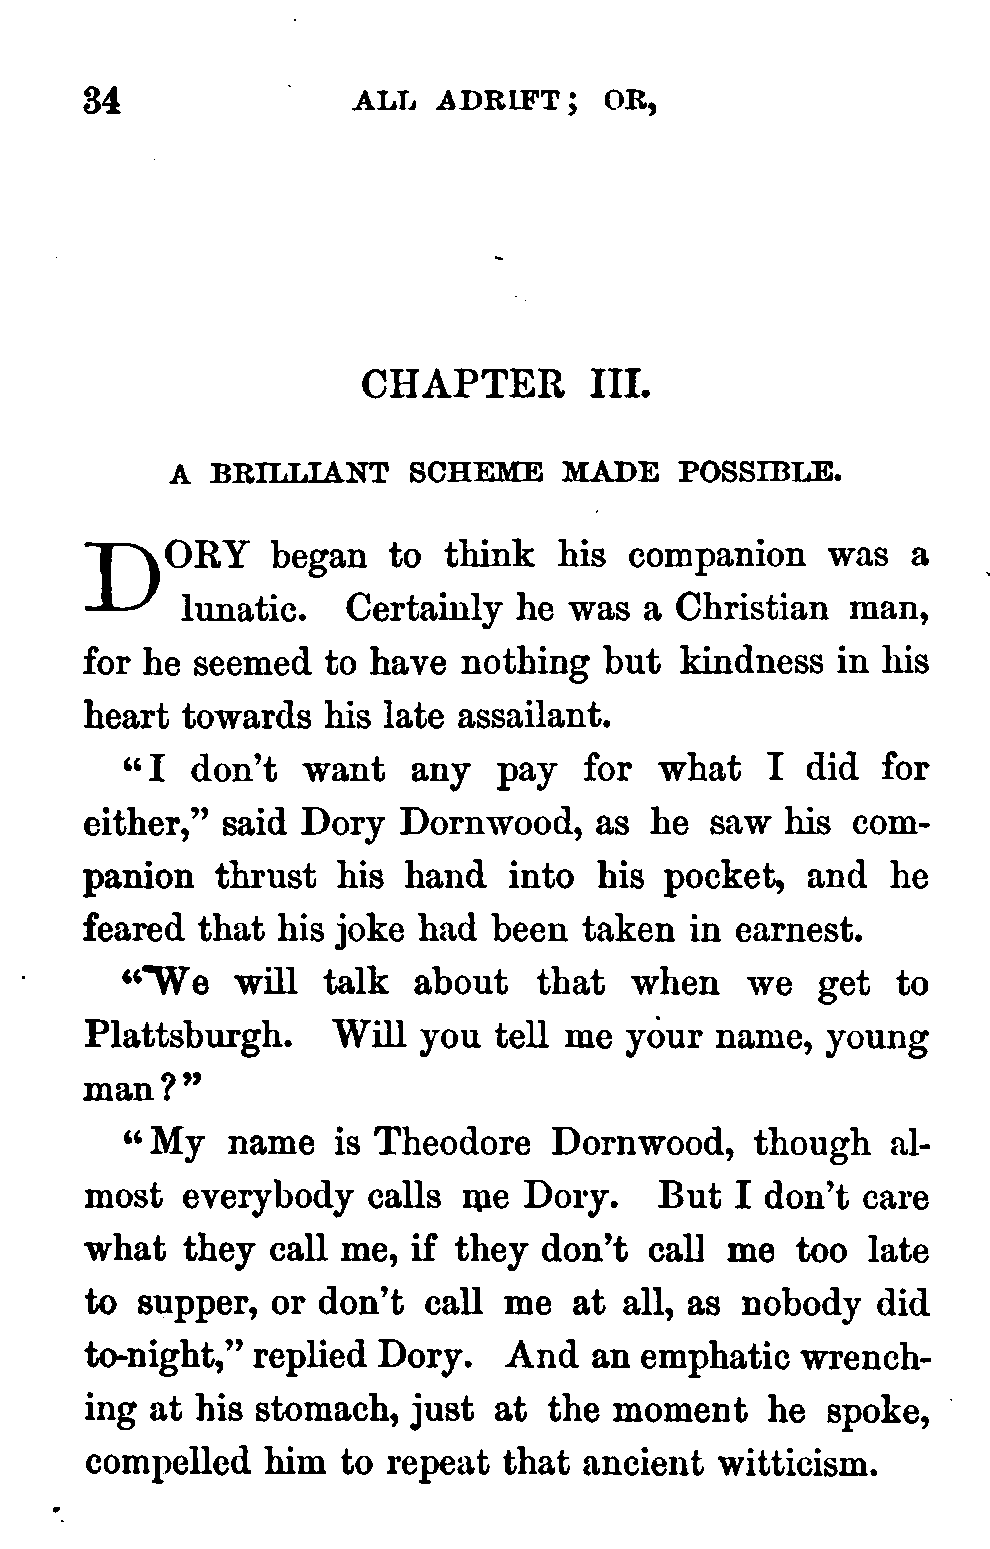 34 ALL ADRIFT; OR,
CHAPTER III.
A BRILLIANT SCHEME MADE POSSIBLE.
DORY began to think his companion was a
lunatic. Certainly he was a Christian man,
for he seemed to have nothing but kindness in his
heart towards his late assailant.
"I don't want any pay for what I did for
either," said Dory Dornwood, as he saw his com-
panion thrust his hand into his pocket, and he
feared that his joke had been taken in earnest.
"We will talk about that when we get to
Plattsburgh. Will you tell me your name, young
man?"
"My name is Theodore Dornwood, though al-
most everybody calls me Dory. But I don't care
what they call me, if they don't call me too late
to supper, or don't call me at all, as nobody did
to-night," replied Dory. And an emphatic wrench-
ing at his stomach, just at the moment he spoke,
compelled him to repeat that ancient witticism.